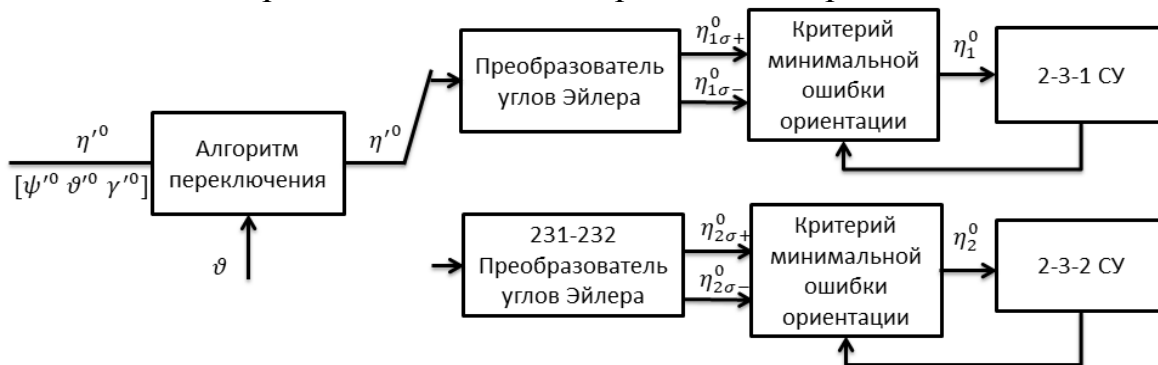 η′⁰
[ψ′⁰ ϑ′⁰ γ′⁰]
Алгоритм
переключения
ϑ
η′⁰
Преобразователь
углов Эйлера
η⁰₁σ₊
η⁰₁σ₋
Критерий
минимальной
ошибки
ориентации
η⁰₁
2-3-1 СУ
231-232
Преобразователь
углов Эйлера
η⁰₂σ₊
η⁰₂σ₋
Критерий
минимальной
ошибки
ориентации
η⁰₂
2-3-2 СУ